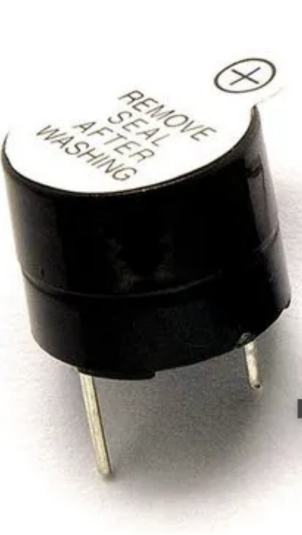 REMOVE
SEAL
AFTER
WASHING
+